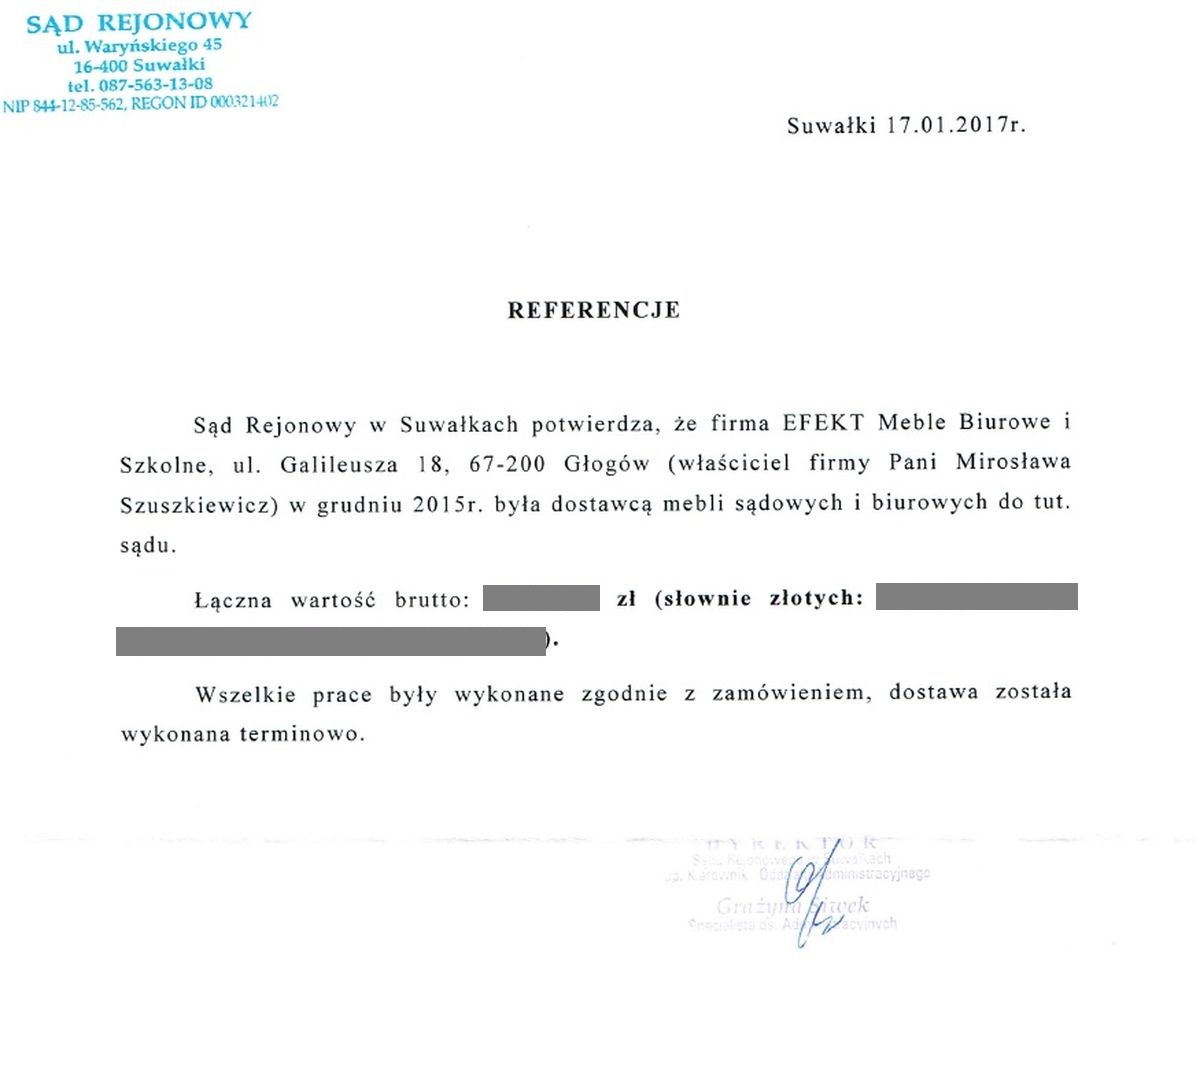 SĄD REJONOWY
ul. Waryńskiego 45
16-400 Suwałki
tel. 087-563-13-08
NIP 844-12-85-562, REGON ID 000321402
Suwałki 17.01.2017r.
REFERENCJE
Sąd Rejonowy w Suwałkach potwierdza, że firma EFEKT Meble Biurowe i
Szkolne, ul. Galileusza 18, 67-200 Głogów (właściciel firmy Pani Mirosława
Szuszkiewicz) w grudniu 2015r. była dostawcą mebli sądowych i biurowych do tut.
sądu.
Łączna wartość brutto: zł (słownie złotych:
).
Wszelkie prace były wykonane zgodnie z zamówieniem, dostawa została
wykonana terminowo.
DYREKTOR
Sądu Rejonowego w Suwałkach
Kierownik Oddziału Administracyjnego
Grażyna Siwek
Specjalista ds. Administracyjnych